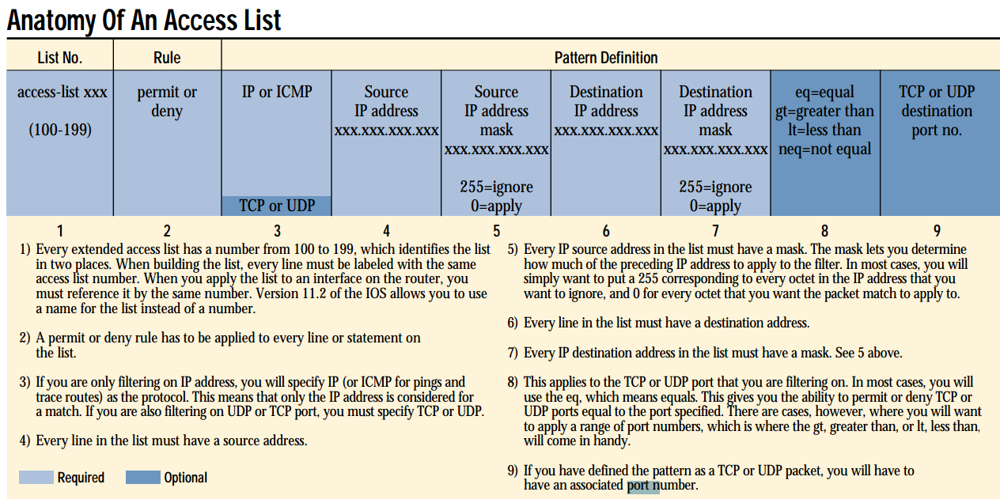 Anatomy Of An Access List
List No.
Rule
Pattern Definition
access-list xxx
(100-199)
permit or
deny
IP or ICMP
TCP or UDP
Source
IP address
xxx.xxx.xxx.xxx
Source
IP address
mask
xxx.xxx.xxx.xxx
255=ignore
0=apply
Destination
IP address
xxx.xxx.xxx.xxx
Destination
IP address
mask
xxx.xxx.xxx.xxx
255=ignore
0=apply
eq=equal
gt=greater than
lt=less than
neq=not equal
TCP or UDP
destination
port no.
1 2 3 4 5 6 7 8 9
1) Every extended access list has a number from 100 to 199, which identifies the list
in two places. When building the list, every line must be labeled with the same
access list number. When you apply the list to an interface on the router, you
must reference it by the same number. Version 11.2 of the IOS allows you to use
a name for the list instead of a number.
2) A permit or deny rule has to be applied to every line or statement on
the list.
3) If you are only filtering on IP address, you will specify IP (or ICMP for pings and
trace routes) as the protocol. This means that only the IP address is considered for
a match. If you are also filtering on UDP or TCP port, you must specify TCP or UDP.
4) Every line in the list must have a source address.
Required
Optional
5) Every IP source address in the list must have a mask. The mask lets you determine
how much of the preceding IP address to apply to the filter. In most cases, you will
simply want to put a 255 corresponding to every octet in the IP address that you
want to ignore, and 0 for every octet that you want the packet match to apply to.
6) Every line in the list must have a destination address.
7) Every IP destination address in the list must have a mask. See 5 above.
8) This applies to the TCP or UDP port that you are filtering on. In most cases, you will
use the eq, which means equals. This gives you the ability to permit or deny TCP or
UDP ports equal to the port specified. There are cases, however, where you will want
to apply a range of port numbers, which is where the gt, greater than, or lt, less than,
will come in handy.
9) If you have defined the pattern as a TCP or UDP packet, you will have to
have an associated port number.